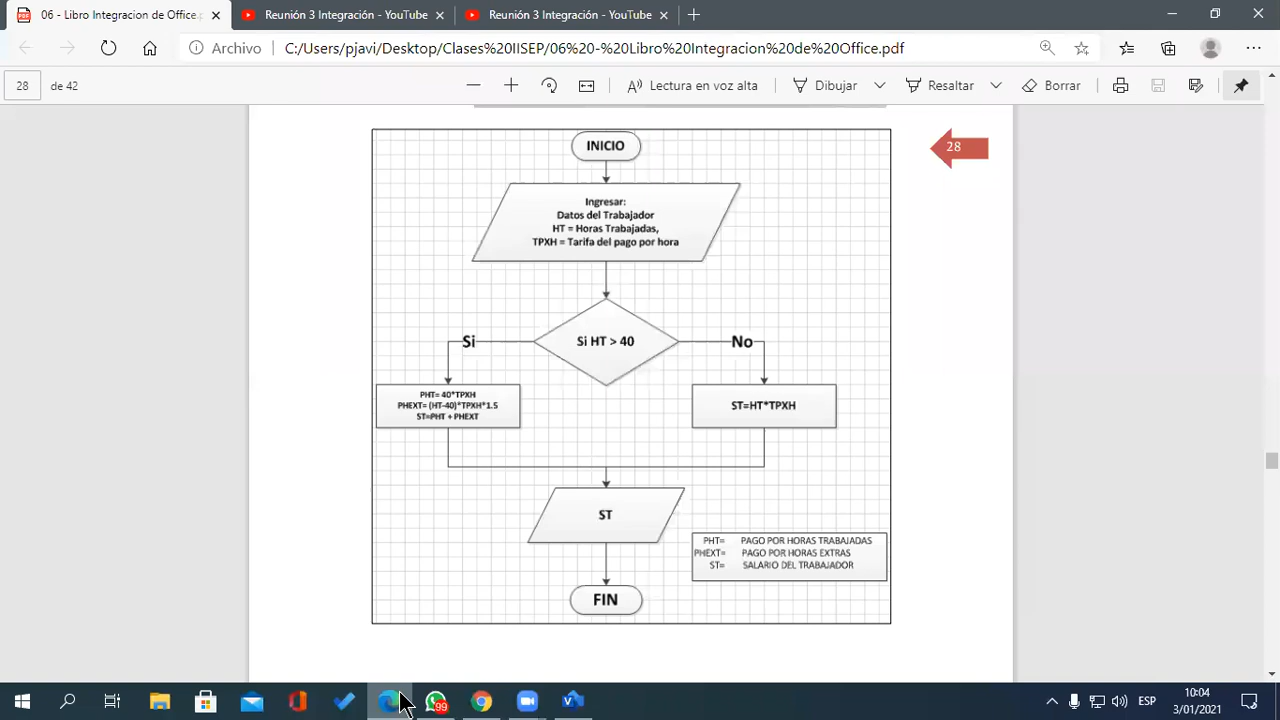 06 - Libro Integracion de Office.p
Reunión 3 Integración - YouTube
Reunión 3 Integración - YouTube
Archivo
C:/Users/pjavi/Desktop/Clases%20IISEP/06%20-%20Libro%20Integracion%20de%20Office.pdf
28
de 42
Lectura en voz alta
Dibujar
Resaltar
Borrar
28
INICIO
Ingresar:
Datos del Trabajador
HT = Horas Trabajadas,
TPXH = Tarifa del pago por hora
Si HT > 40
Si
No
PHT= 40*TPXH
PHEXT= (HT-40)*TPXH*1.5
ST=PHT + PHEXT
ST=HT*TPXH
ST
PHT= PAGO POR HORAS TRABAJADAS
PHEXT= PAGO POR HORAS EXTRAS
ST= SALARIO DEL TRABAJADOR
FIN
99
ESP
10:04
3/01/2021